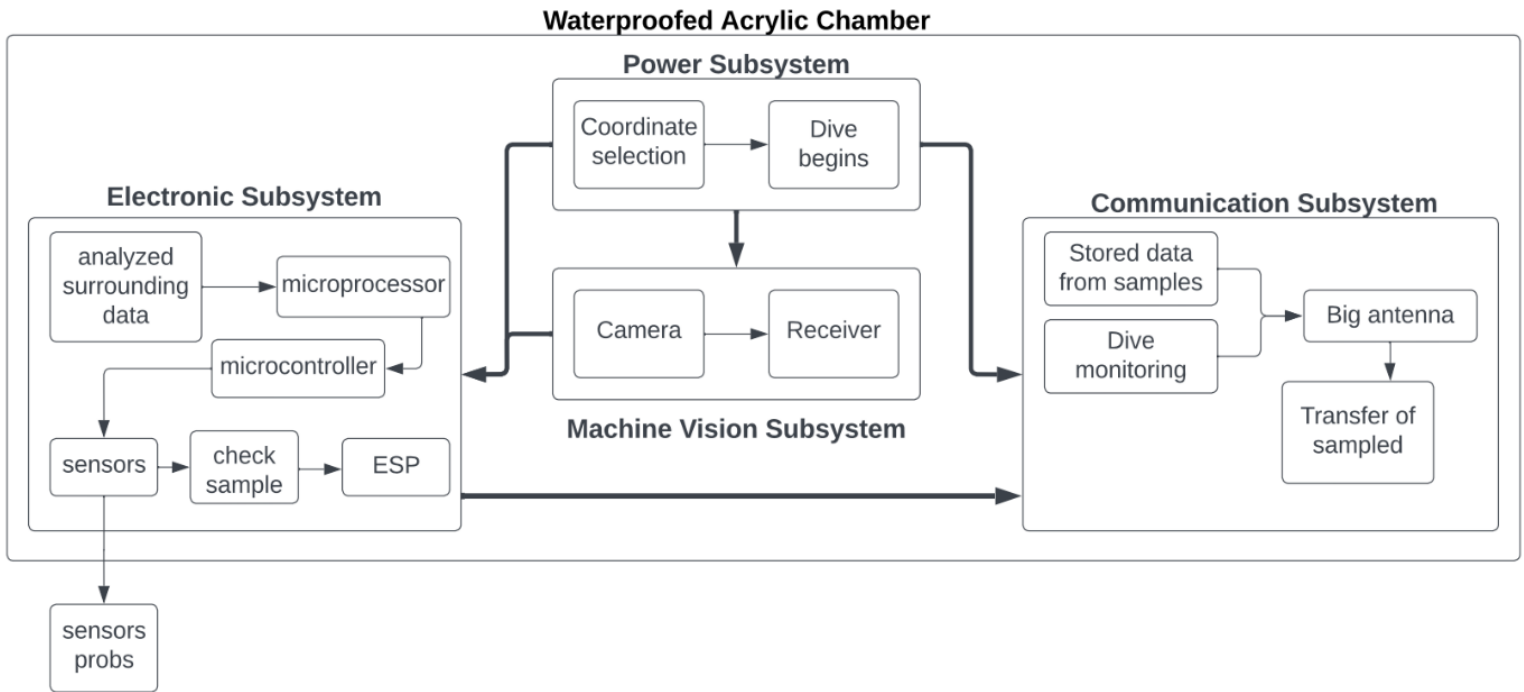 Waterproofed Acrylic Chamber
Power Subsystem
Coordinate
selection
Dive
begins
Electronic Subsystem
analyzed
surrounding
data
microprocessor
microcontroller
sensors
check
sample
ESP
Camera
Receiver
Machine Vision Subsystem
Communication Subsystem
Stored data
from samples
Dive
monitoring
Big antenna
Transfer of
sampled
sensors
probs